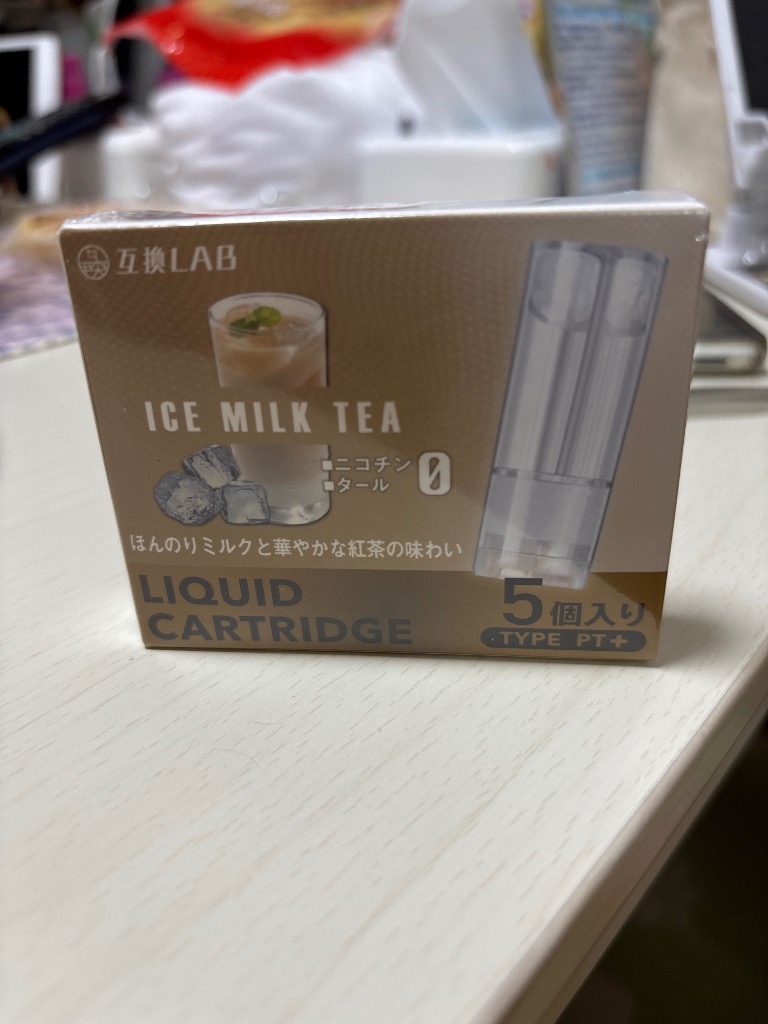 互換LAB
ICE MILK TEA
■ニコチン
■タール
0
ほんのりミルクと華やかな紅茶の味わい
LIQUID
CARTRIDGE
5個入り
TYPE PT+